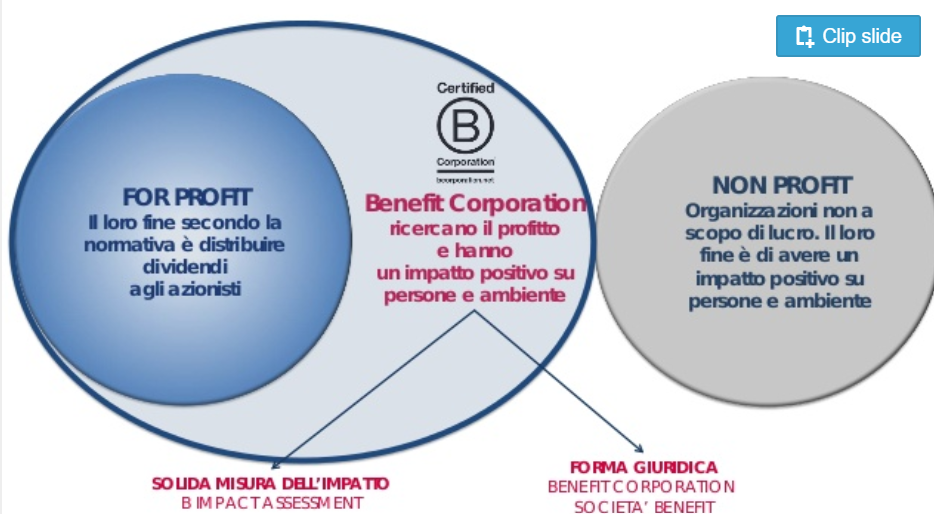 Clip slide
Certified
B
Corporation
bcorporation.net
FOR PROFIT
Il loro fine secondo la
normativa è distribuire
dividendi
agli azionisti
Benefit Corporation
ricercano il profitto
e hanno
un impatto positivo su
persone e ambiente
NON PROFIT
Organizzazioni non a
scopo di lucro. Il loro
fine è di avere un
impatto positivo su
persone e ambiente
SOLIDA MISURA DELL'IMPATTO
B IMPACT ASSESSMENT
FORMA GIURIDICA
BENEFIT CORPORATION
SOCIETA' BENEFIT